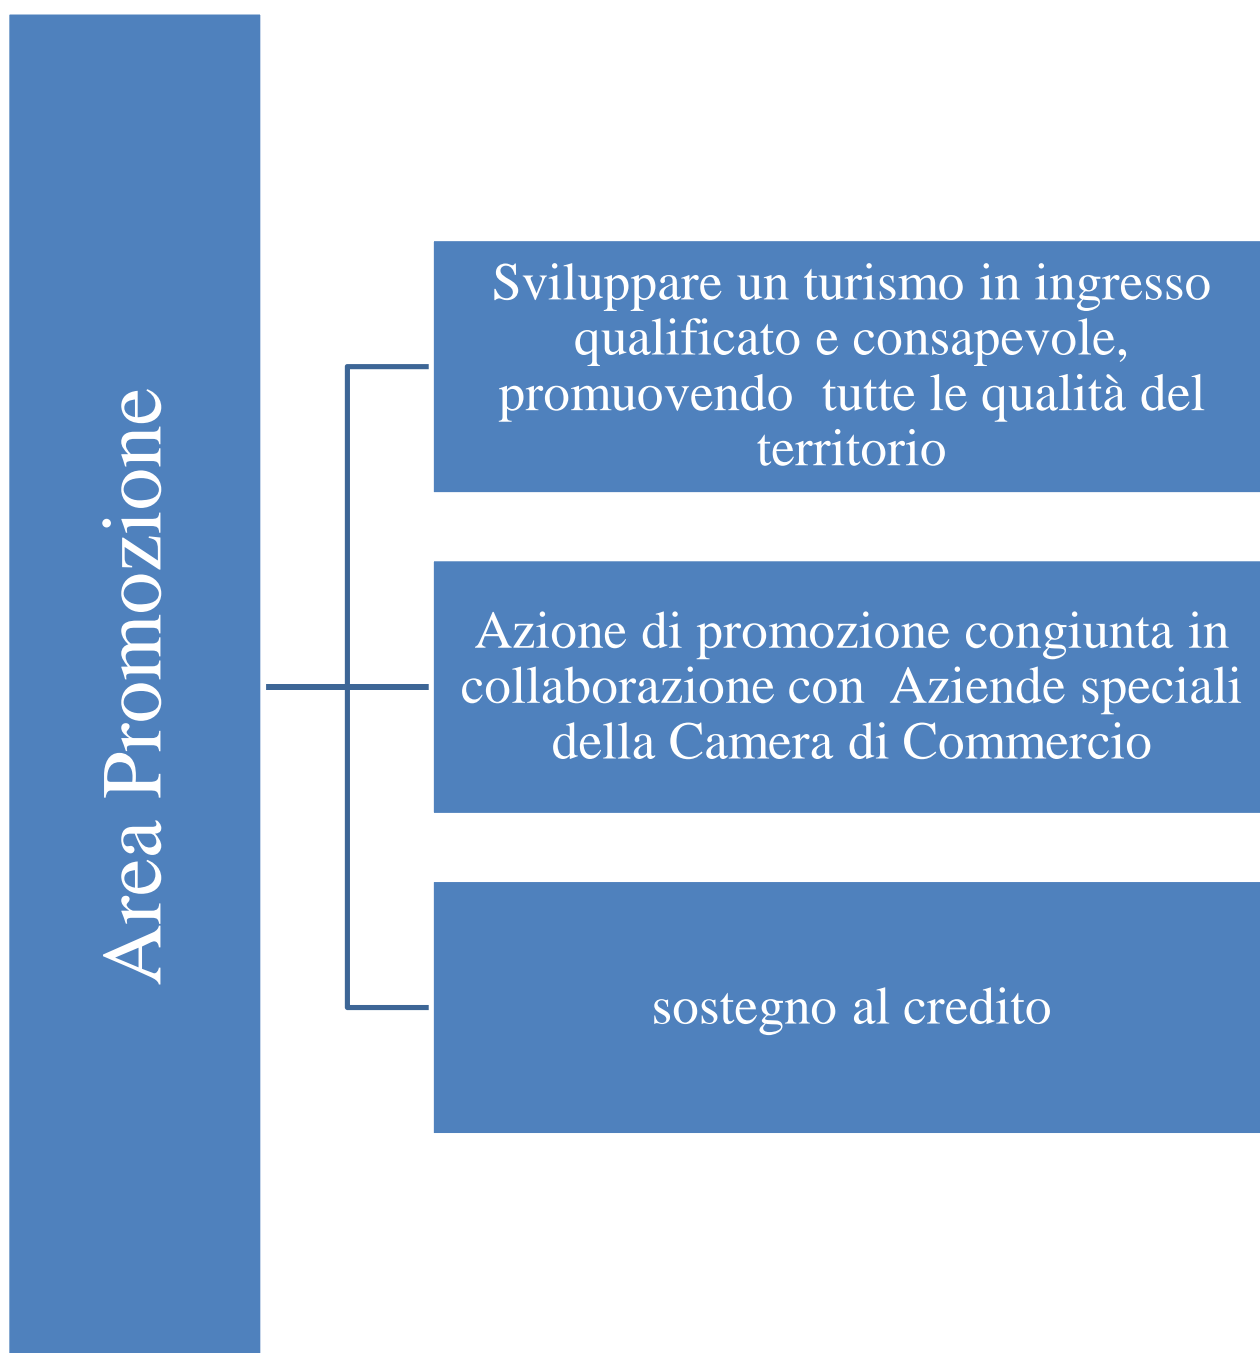 Area Promozione
Sviluppare un turismo in ingresso
qualificato e consapevole,
promuovendo  tutte le qualità del
territorio
Azione di promozione congiunta in
collaborazione con  Aziende speciali
della Camera di Commercio
sostegno al credito